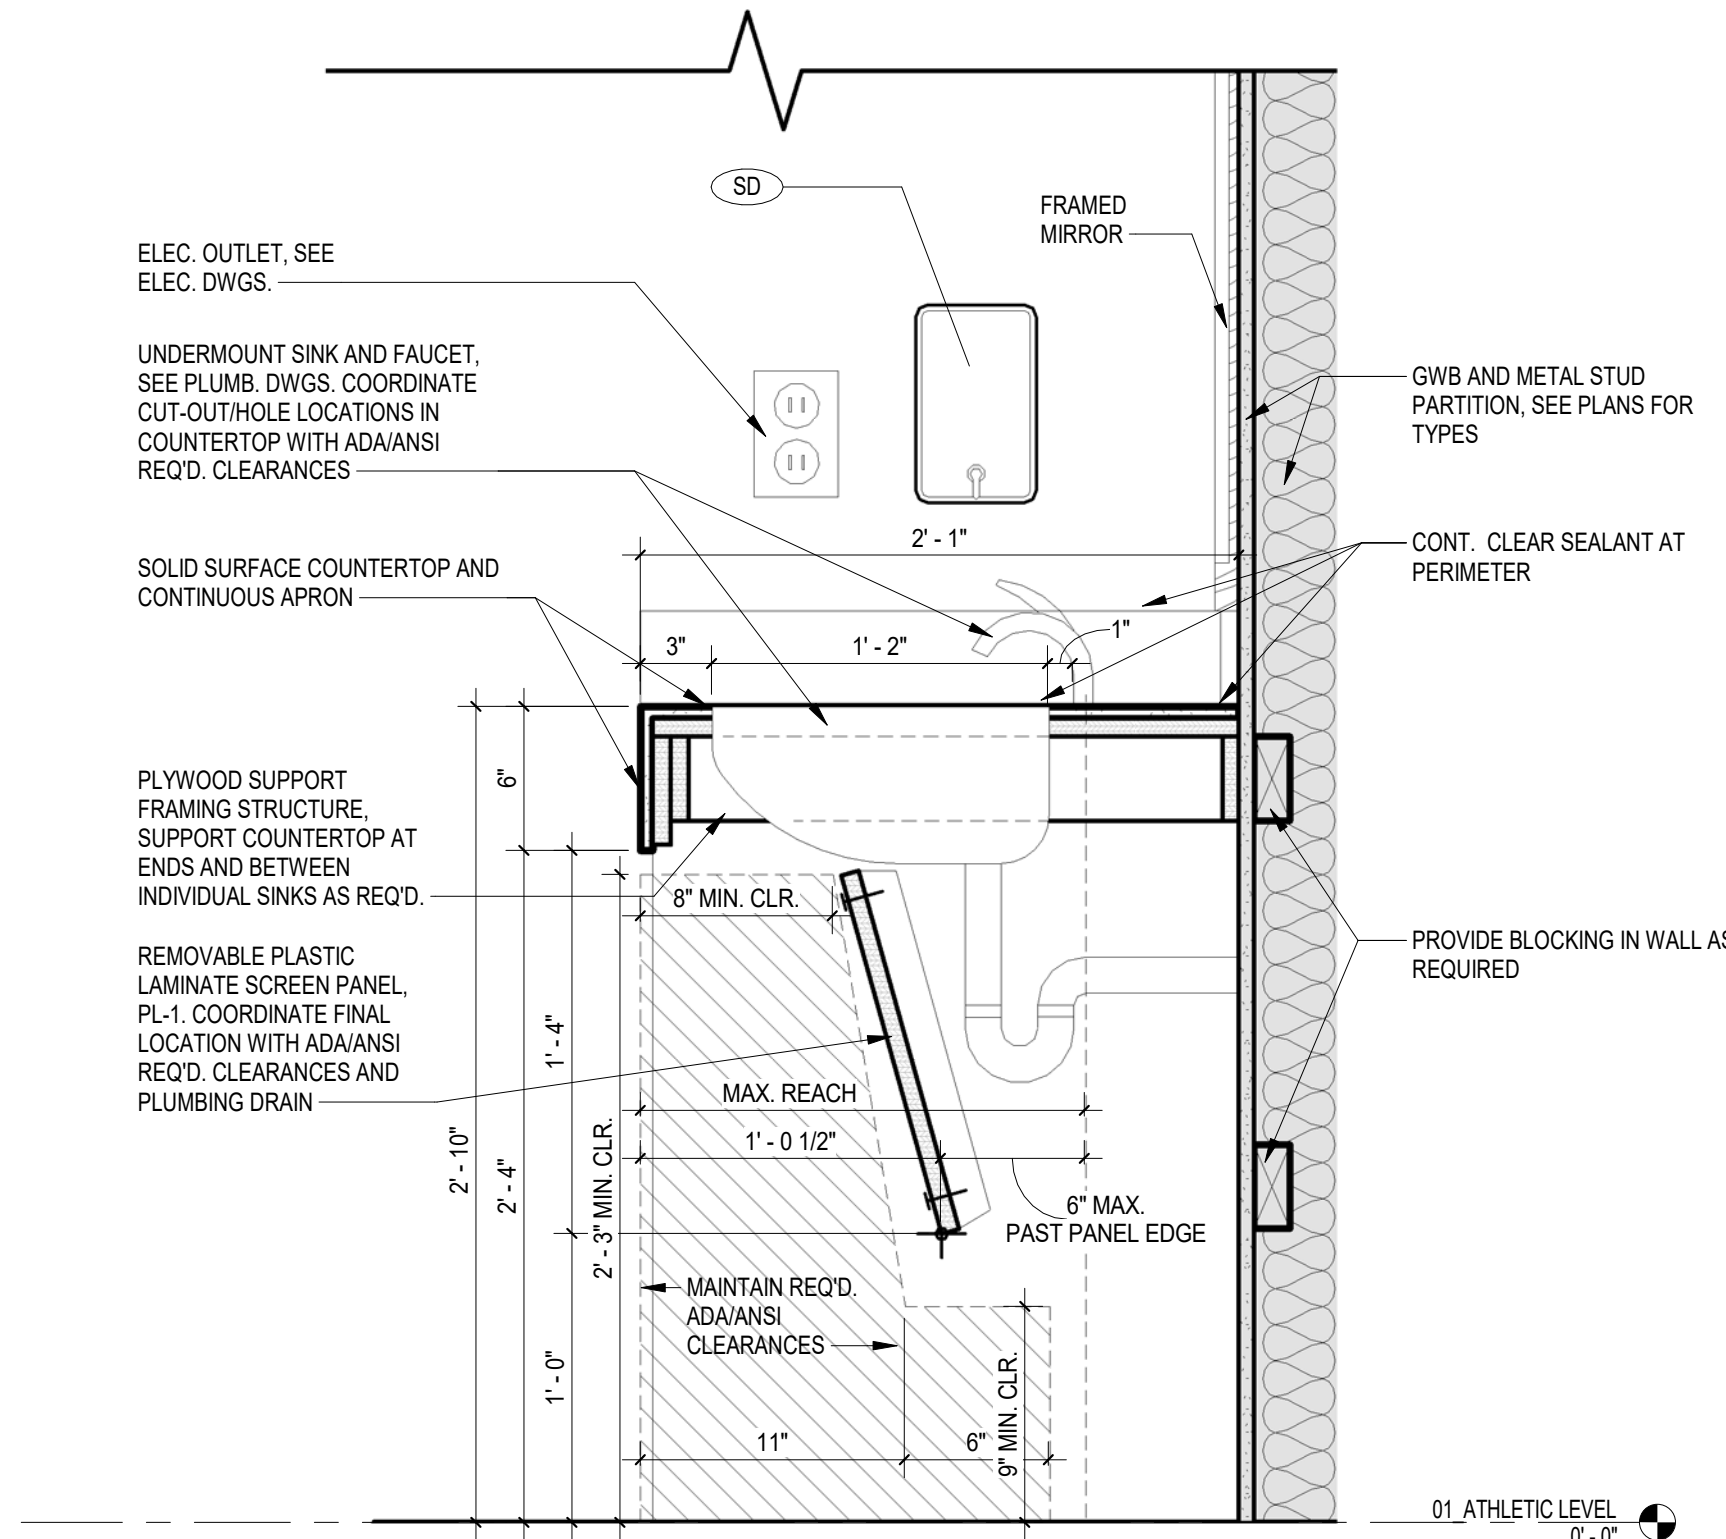 SD
FRAMED
MIRROR
ELEC. OUTLET, SEE
ELEC. DWGS.
UNDERMOUNT SINK AND FAUCET,
SEE PLUMB. DWGS. COORDINATE
CUT-OUT/HOLE LOCATIONS IN
COUNTERTOP WITH ADA/ANSI
REQ'D. CLEARANCES
GWB AND METAL STUD
PARTITION, SEE PLANS FOR
TYPES
2' - 1"
CONT. CLEAR SEALANT AT
PERIMETER
SOLID SURFACE COUNTERTOP AND
CONTINUOUS APRON
3"
1' - 2"
1"
6"
PLYWOOD SUPPORT
FRAMING STRUCTURE,
SUPPORT COUNTERTOP AT
ENDS AND BETWEEN
INDIVIDUAL SINKS AS REQ'D.
8" MIN. CLR.
REMOVABLE PLASTIC
LAMINATE SCREEN PANEL,
PL-1. COORDINATE FINAL
LOCATION WITH ADA/ANSI
REQ'D. CLEARANCES AND
PLUMBING DRAIN
PROVIDE BLOCKING IN WALL AS
REQUIRED
1' - 4"
MAX. REACH
1' - 0 1/2"
2' - 10"
2' - 4"
2' - 3" MIN. CLR.
6" MAX.
PAST PANEL EDGE
MAINTAIN REQ'D.
ADA/ANSI
CLEARANCES
1' - 0"
11"
6"
9" MIN. CLR.
01 ATHLETIC LEVEL
0' - 0"